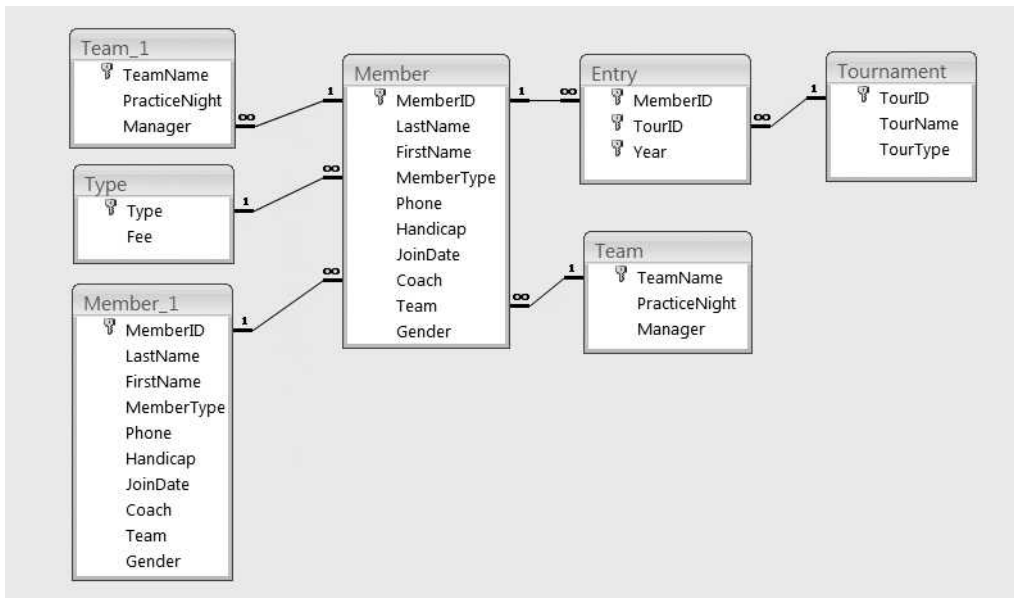 Team_1
TeamName
PracticeNight
Manager
∞
1
Type
Type
Fee
1
∞
Member_1
MemberID
LastName
FirstName
MemberType
Phone
Handicap
JoinDate
Coach
Team
Gender
1
∞
Member
MemberID
LastName
FirstName
MemberType
Phone
Handicap
JoinDate
Coach
Team
Gender
1
∞
Entry
MemberID
TourID
Year
∞
1
Tournament
TourID
TourName
TourType
∞
1
Team
TeamName
PracticeNight
Manager